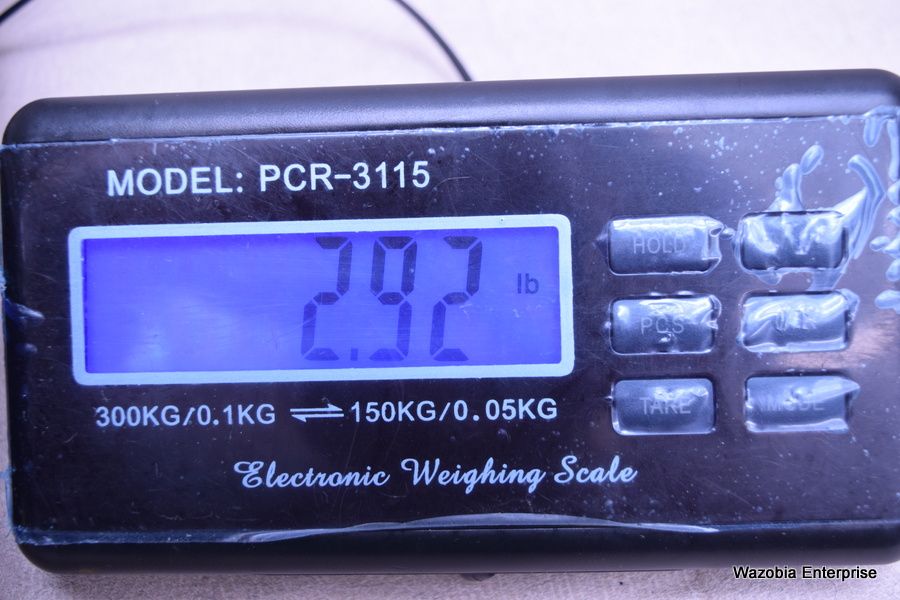 MODEL: PCR-3115
2.92 lb
HOLD
PCS
TARE
300KG/0.1KG ⇌ 150KG/0.05KG
Electronic Weighing Scale
Wazobia Enterprise